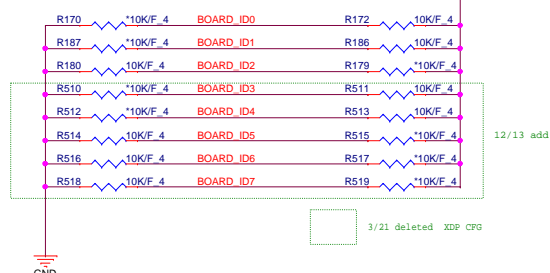 R170 *10K/F_4 BOARD_ID0 R172 10K/F_4
R187 *10K/F_4 BOARD_ID1 R186 10K/F_4
R180 10K/F_4 BOARD_ID2 R179 *10K/F_4
R510 *10K/F_4 BOARD_ID3 R511 10K/F_4
R512 *10K/F_4 BOARD_ID4 R513 10K/F_4
R514 10K/F_4 BOARD_ID5 R515 *10K/F_4
12/13 add
R516 10K/F_4 BOARD_ID6 R517 *10K/F_4
R518 10K/F_4 BOARD_ID7 R519 *10K/F_4
3/21 deleted XDP CFG
GND